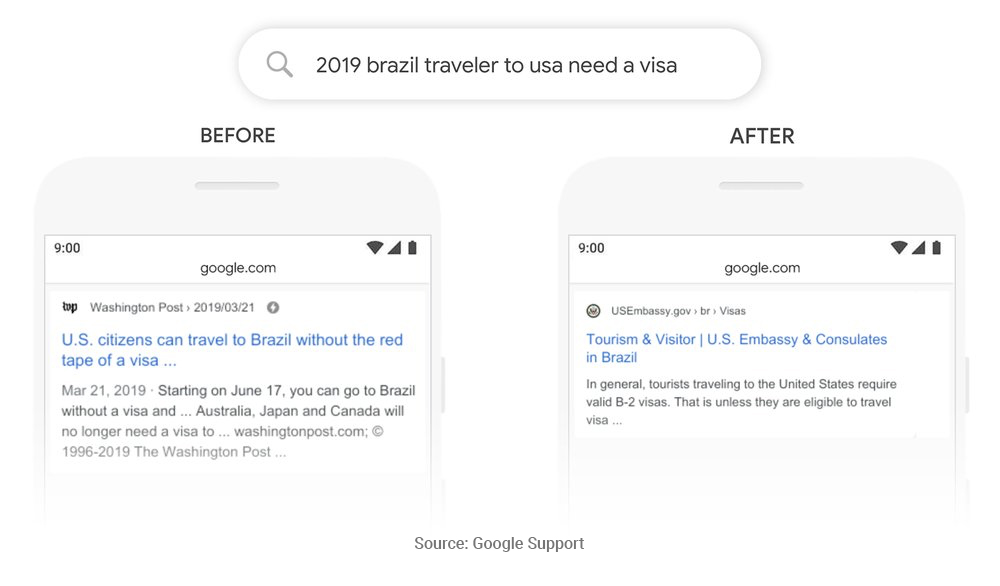 2019 brazil traveler to usa need a visa
BEFORE
9:00
google.com
wp Washington Post › 2019/03/21
U.S. citizens can travel to Brazil without the red
tape of a visa ...
Mar 21, 2019 · Starting on June 17, you can go to Brazil
without a visa and ... Australia, Japan and Canada will
no longer need a visa to ... washingtonpost.com; ©
1996-2019 The Washington Post ...
AFTER
9:00
google.com
USEmbassy.gov › br › Visas
Tourism & Visitor | U.S. Embassy & Consulates
in Brazil
In general, tourists traveling to the United States require
valid B-2 visas. That is unless they are eligible to travel
visa ...
Source: Google Support